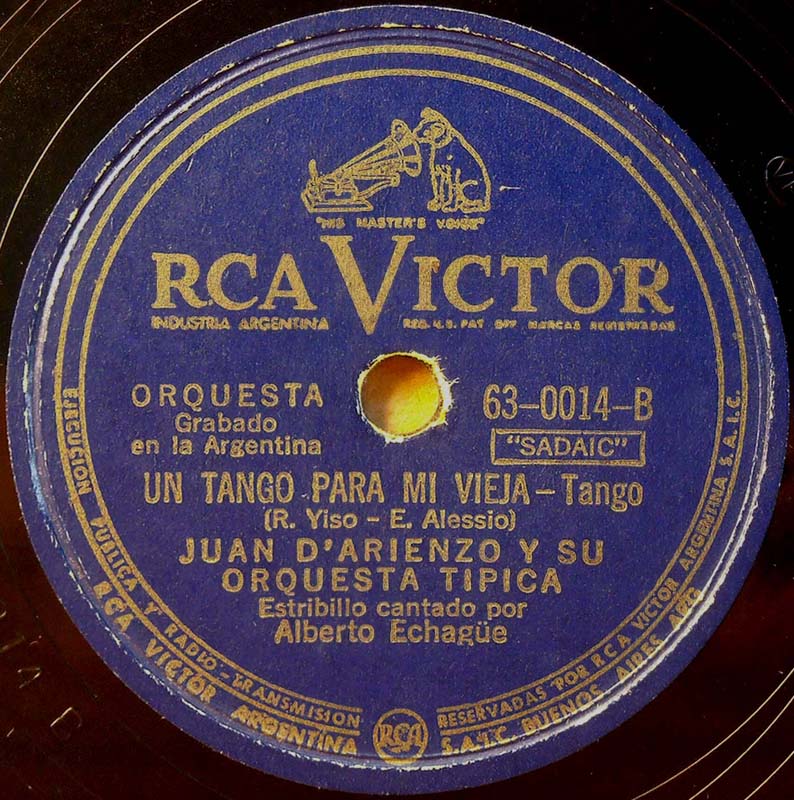 "HIS MASTER'S VOICE"
RCA VICTOR
INDUSTRIA ARGENTINA
REG. U.S. PAT. OFF. MARCAS REGISTRADAS
ORQUESTA
Grabado
en la Argentina
63-0014-B
"SADAIC"
UN TANGO PARA MI VIEJA - Tango
(R. Yiso - E. Alessio)
JUAN D'ARIENZO Y SU
ORQUESTA TIPICA
Estribillo cantado por
Alberto Echagüe
EJECUCION PUBLICA Y RADIO-TRANSMISION
RESERVADAS POR RCA VICTOR ARGENTINA S.A.I.C.
RCA VICTOR ARGENTINA
S.A.I.C. BUENOS AIRES
RCA